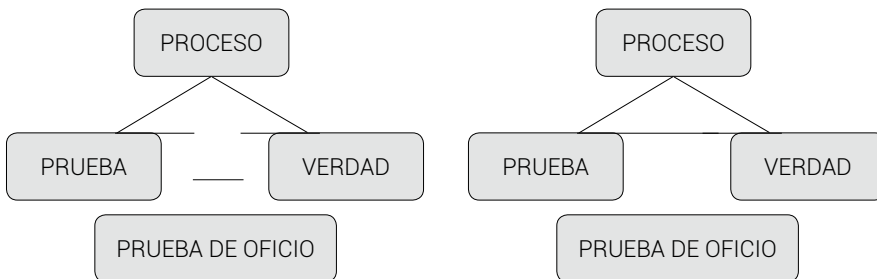 PROCESO
PROCESO
PRUEBA
VERDAD
PRUEBA
VERDAD
PRUEBA DE OFICIO
PRUEBA DE OFICIO